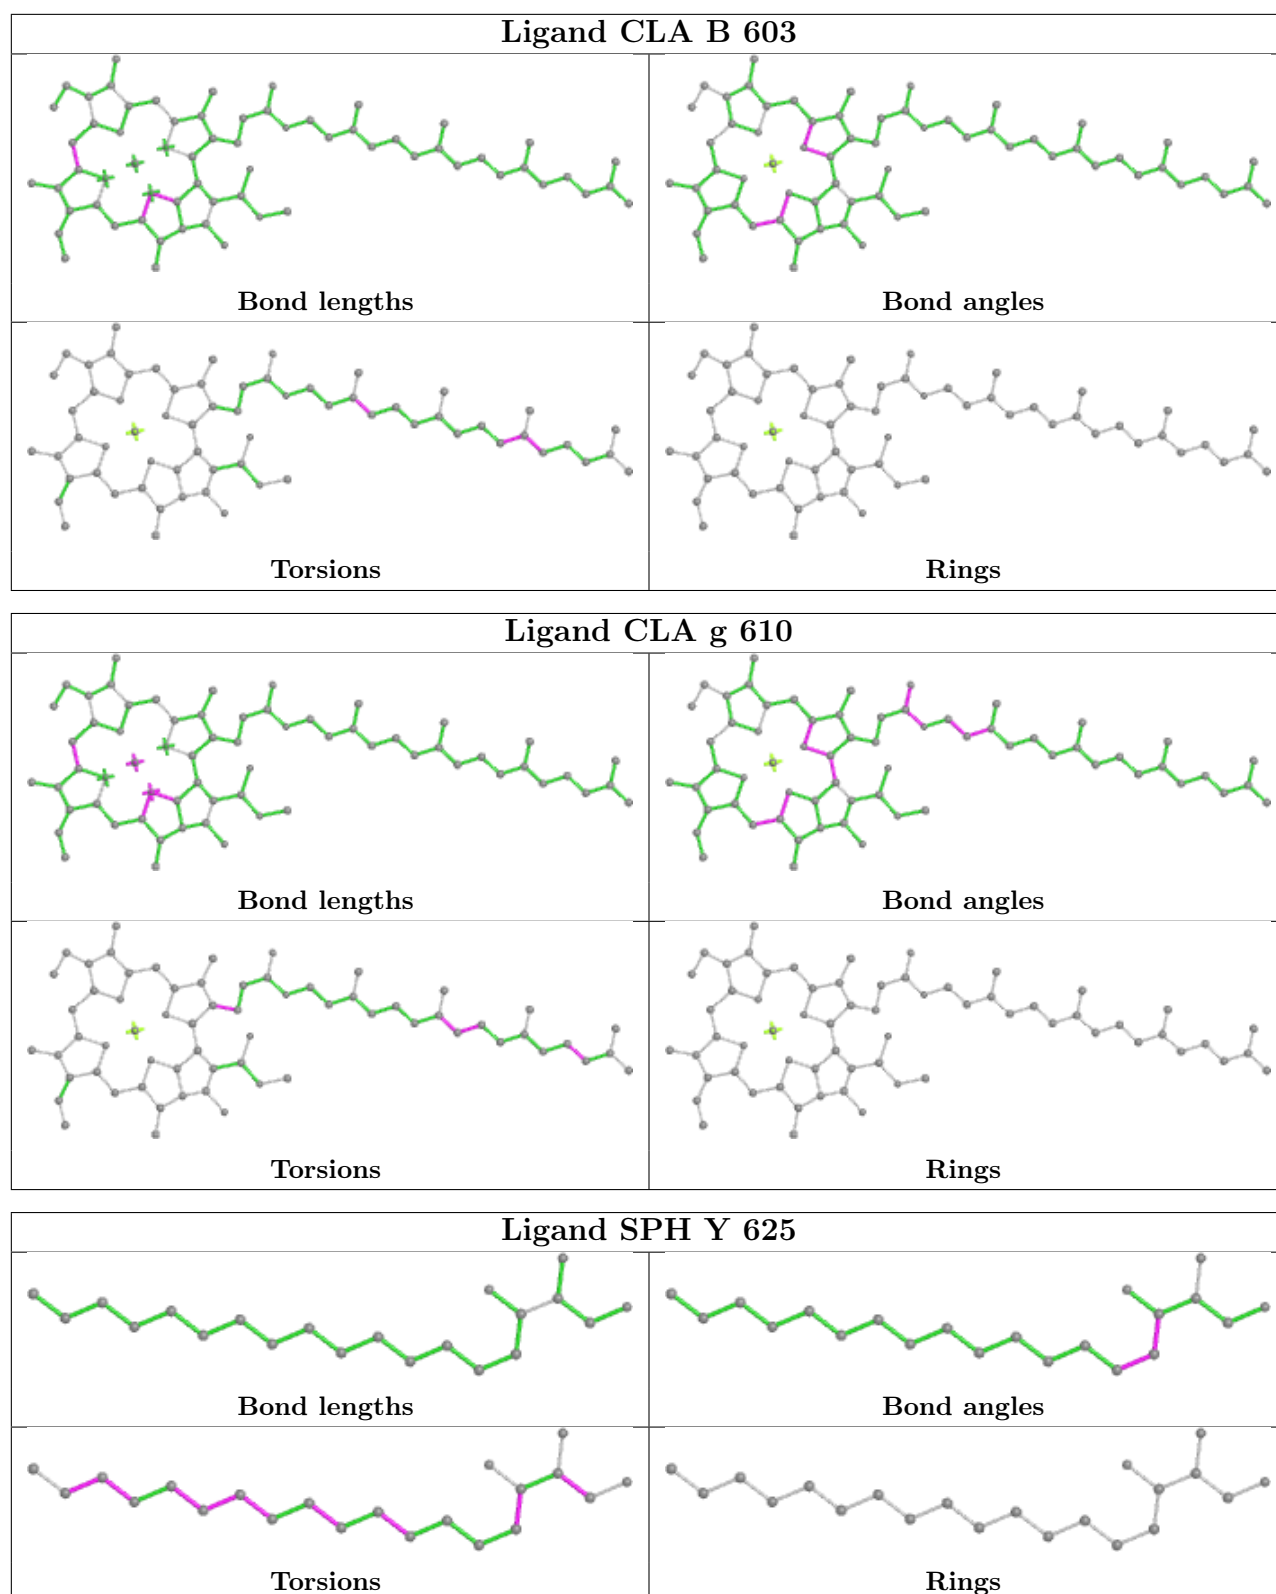 Ligand CLA B 603
Bond lengths
Bond angles
Torsions
Rings
Ligand CLA g 610
Bond lengths
Bond angles
Torsions
Rings
Ligand SPH Y 625
Bond lengths
Bond angles
Torsions
Rings